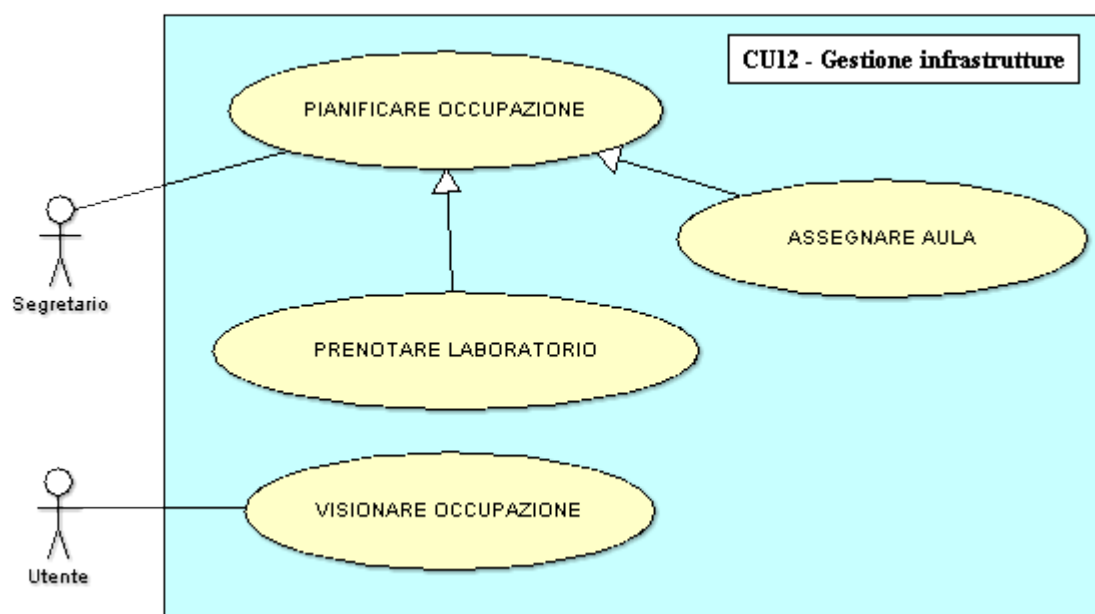 CU12 - Gestione infrastrutture
PIANIFICARE OCCUPAZIONE
ASSEGNARE AULA
Segretario
PRENOTARE LABORATORIO
VISIONARE OCCUPAZIONE
Utente